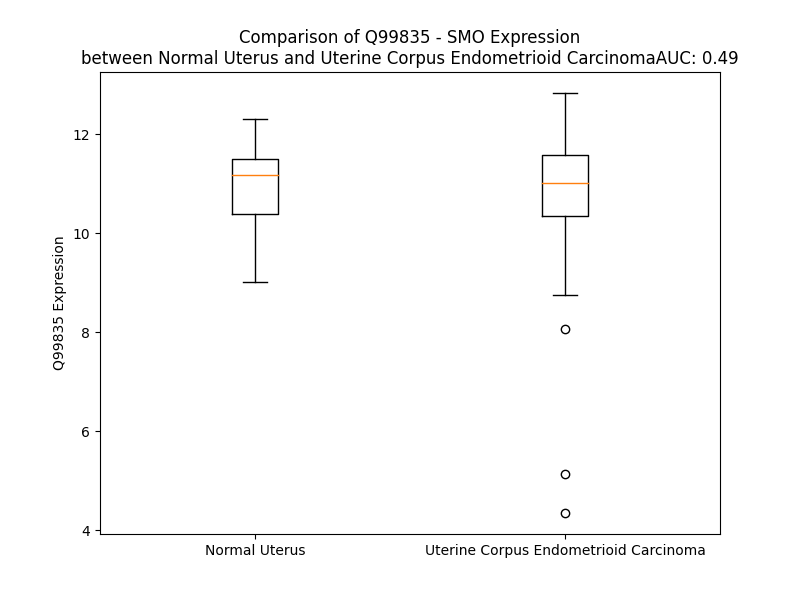 Comparison of Q99835 - SMO Expression
between Normal Uterus and Uterine Corpus Endometrioid CarcinomaAUC: 0.49
Q99835 Expression
12
10
8
6
4
Normal Uterus
Uterine Corpus Endometrioid Carcinoma